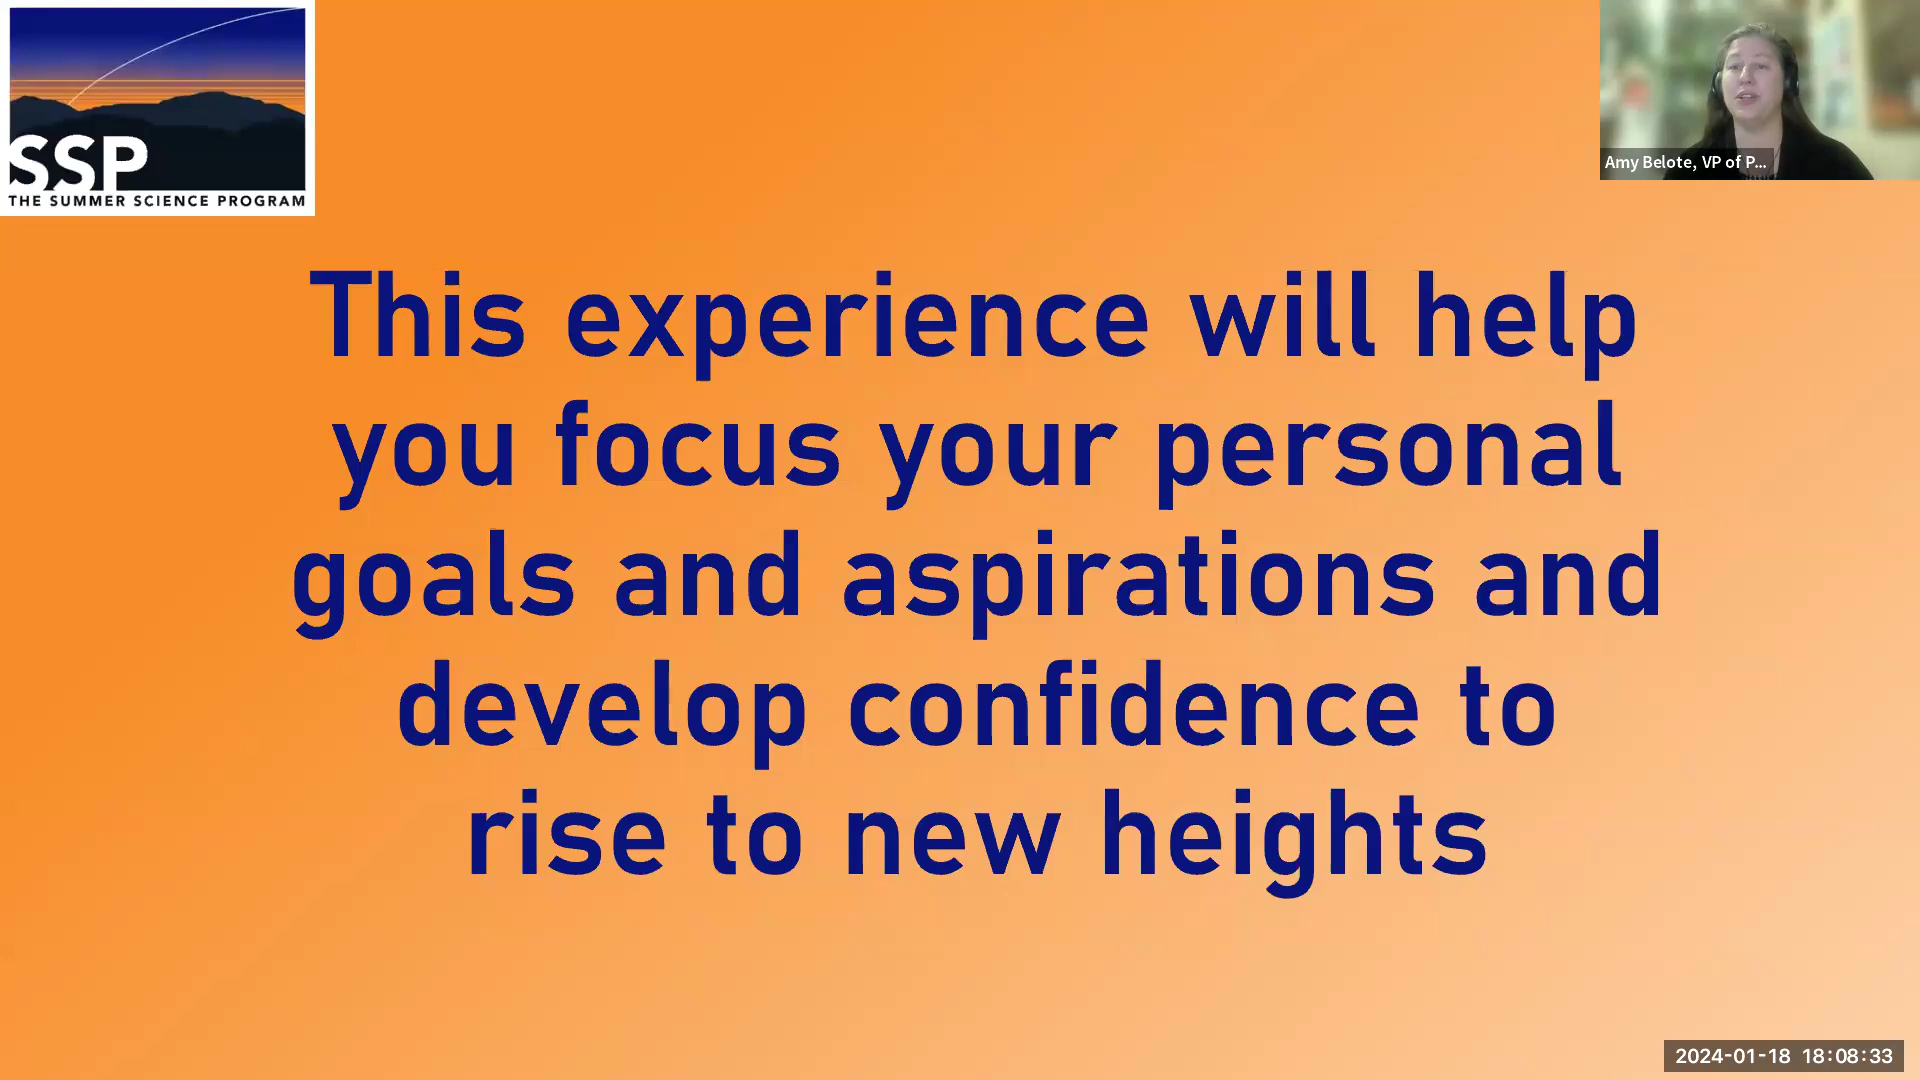 SSP
THE SUMMER SCIENCE PROGRAM
Amy Belote, VP of P...
This experience will help
you focus your personal
goals and aspirations and
develop confidence to
rise to new heights
2024-01-18 18:08:33